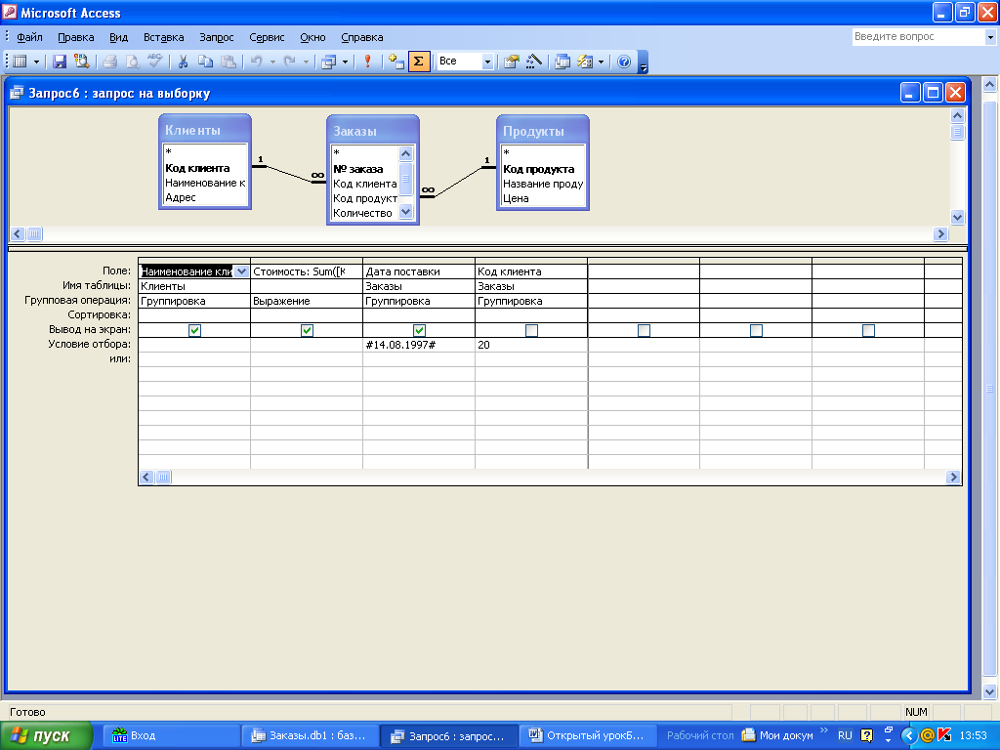 Microsoft Access
Файл Правка Вид Вставка Запрос Сервис Окно Справка
Введите вопрос
ABC Σ Все
Запрос6 : запрос на выборку
Клиенты Заказы Продукты
* * *
Код клиента № заказа Код продукта
Наименование к Код клиента Название проду
Адрес Код продукт Цена
Количество
1 ∞ ∞ 1
Поле: Наименование кли Стоимость: Sum([К Дата поставки Код клиента
Имя таблицы: Клиенты Заказы Заказы
Групповая операция: Группировка Выражение Группировка Группировка
Сортировка:
Вывод на экран:
Условие отбора: #14.08.1997# 20
или:
Готово NUM
пуск LITE Вход Заказы.db1 : баз... Запрос6 : запрос... Открытый урокБ... Рабочий стол Мои докум » RU 13:53